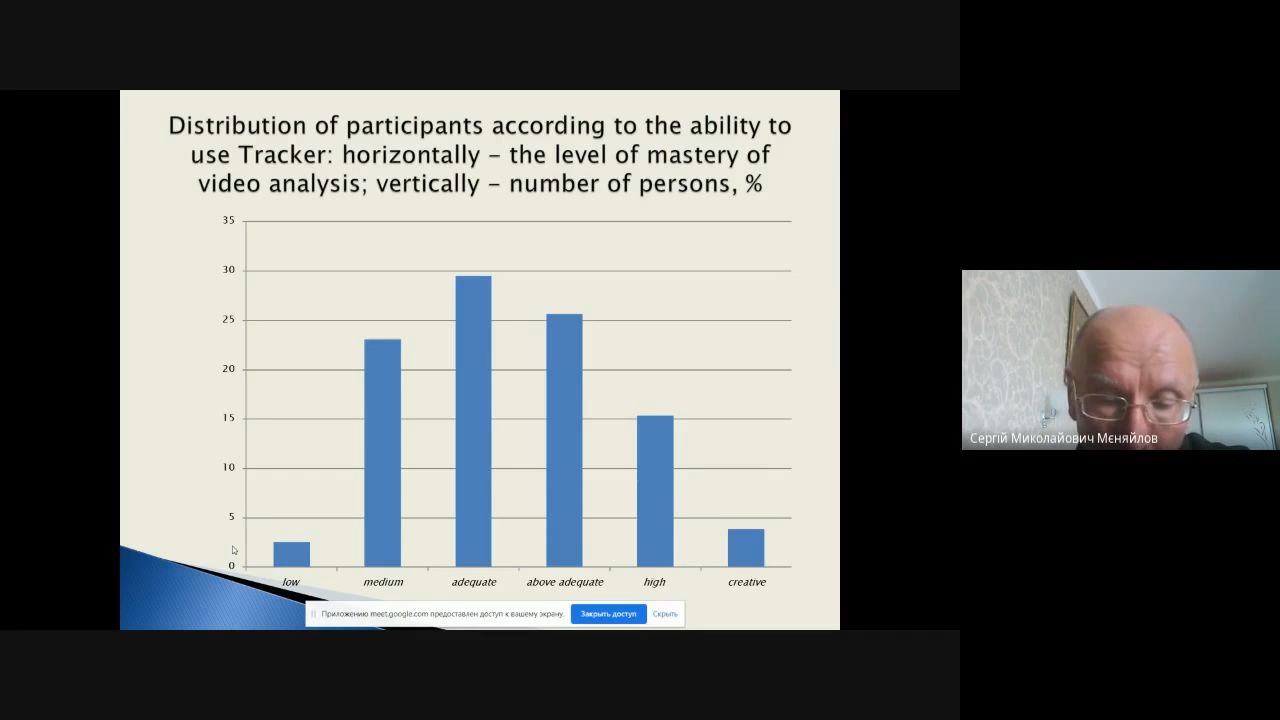 Distribution of participants according to the ability to
use Tracker: horizontally – the level of mastery of
video analysis; vertically – number of persons, %
35
30
25
20
15
10
5
0
low medium adequate above adequate high creative
Приложению meet.google.com предоставлен доступ к вашему экрану. Закрыть доступ Скрыть
Сергій Миколайович Мєняйлов